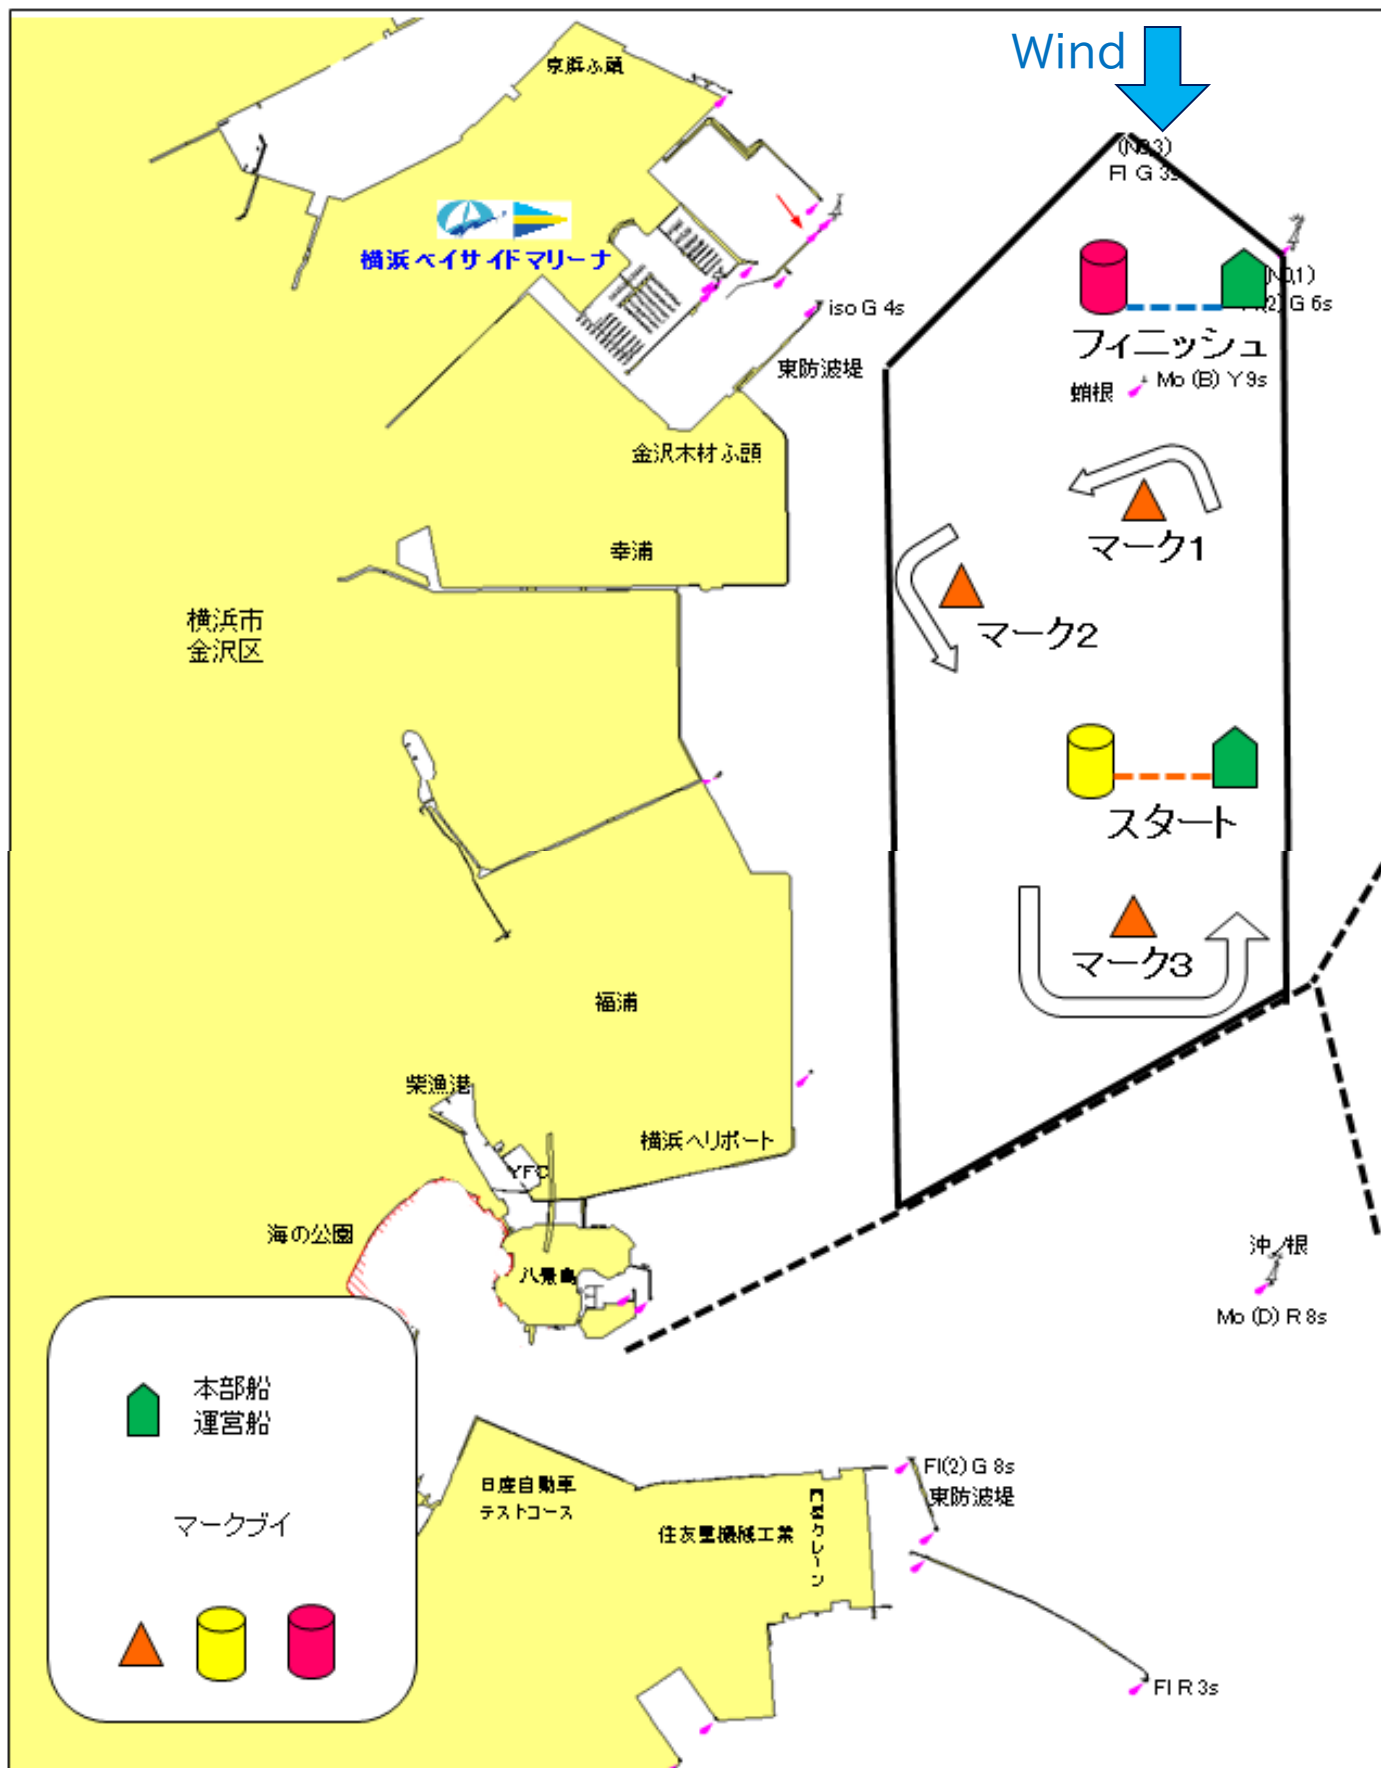 Wind
京浜ふ頭
(No,3)
Fl G 3s
横浜ベイサイドマリーナ
(No,1)
Fl(2) G 6s
iso G 4s
フィニッシュ
東防波堤
蛸根
Mo (B) Y 9s
金沢木材ふ頭
マーク1
幸浦
横浜市
金沢区
マーク2
スタート
マーク3
福浦
柴漁港
横浜ヘリポート
YFC
海の公園
八景島
沖ノ根
Mo (D) R 8s
本部船
運営船
マークブイ
日産自動車
テストコース
住友重機械工業
Fl(2) G 8s
東防波堤
Fl R 3s